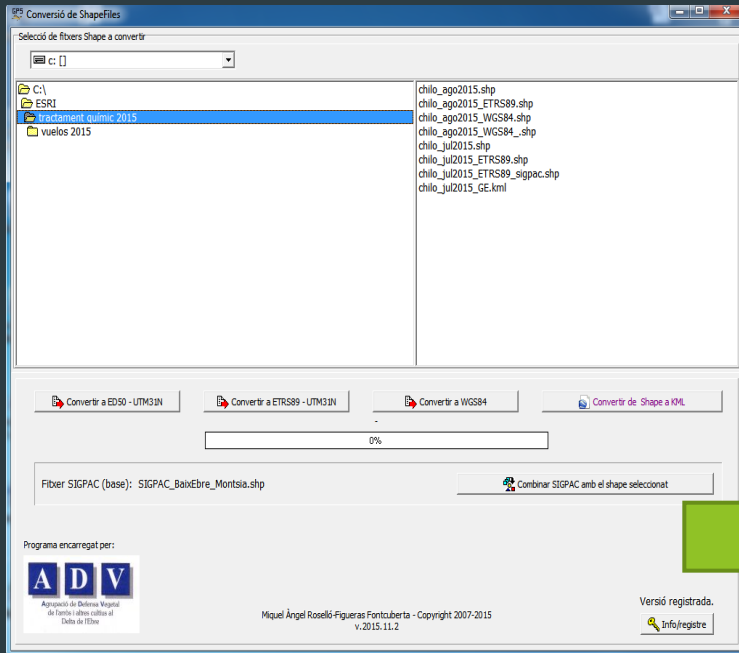 GPS Conversió de ShapeFiles
Selecció de fitxers Shape a convertir
c: []
C:\
ESRI
tractament químic 2015
vuelos 2015
chilo_ago2015.shp
chilo_ago2015_ETRS89.shp
chilo_ago2015_WGS84.shp
chilo_ago2015_WGS84_.shp
chilo_jul2015.shp
chilo_jul2015_ETRS89.shp
chilo_jul2015_ETRS89_sigpac.shp
chilo_jul2015_GE.kml
Convertir a ED50 - UTM31N
Convertir a ETRS89 - UTM31N
Convertir a WGS84
Convertir de Shape a KML
-
0%
Fitxer SIGPAC (base): SIGPAC_BaixEbre_Montsia.shp
Combinar SIGPAC amb el shape seleccionat
Programa encarregat per:
A D V
Agrupació de Defensa Vegetal
de l'arròs i altres cultius al
Delta de l'Ebre
Miquel Àngel Roselló-Figueras Fontcuberta - Copyright 2007-2015
v.2015.11.2
Versió registrada.
Info/registre